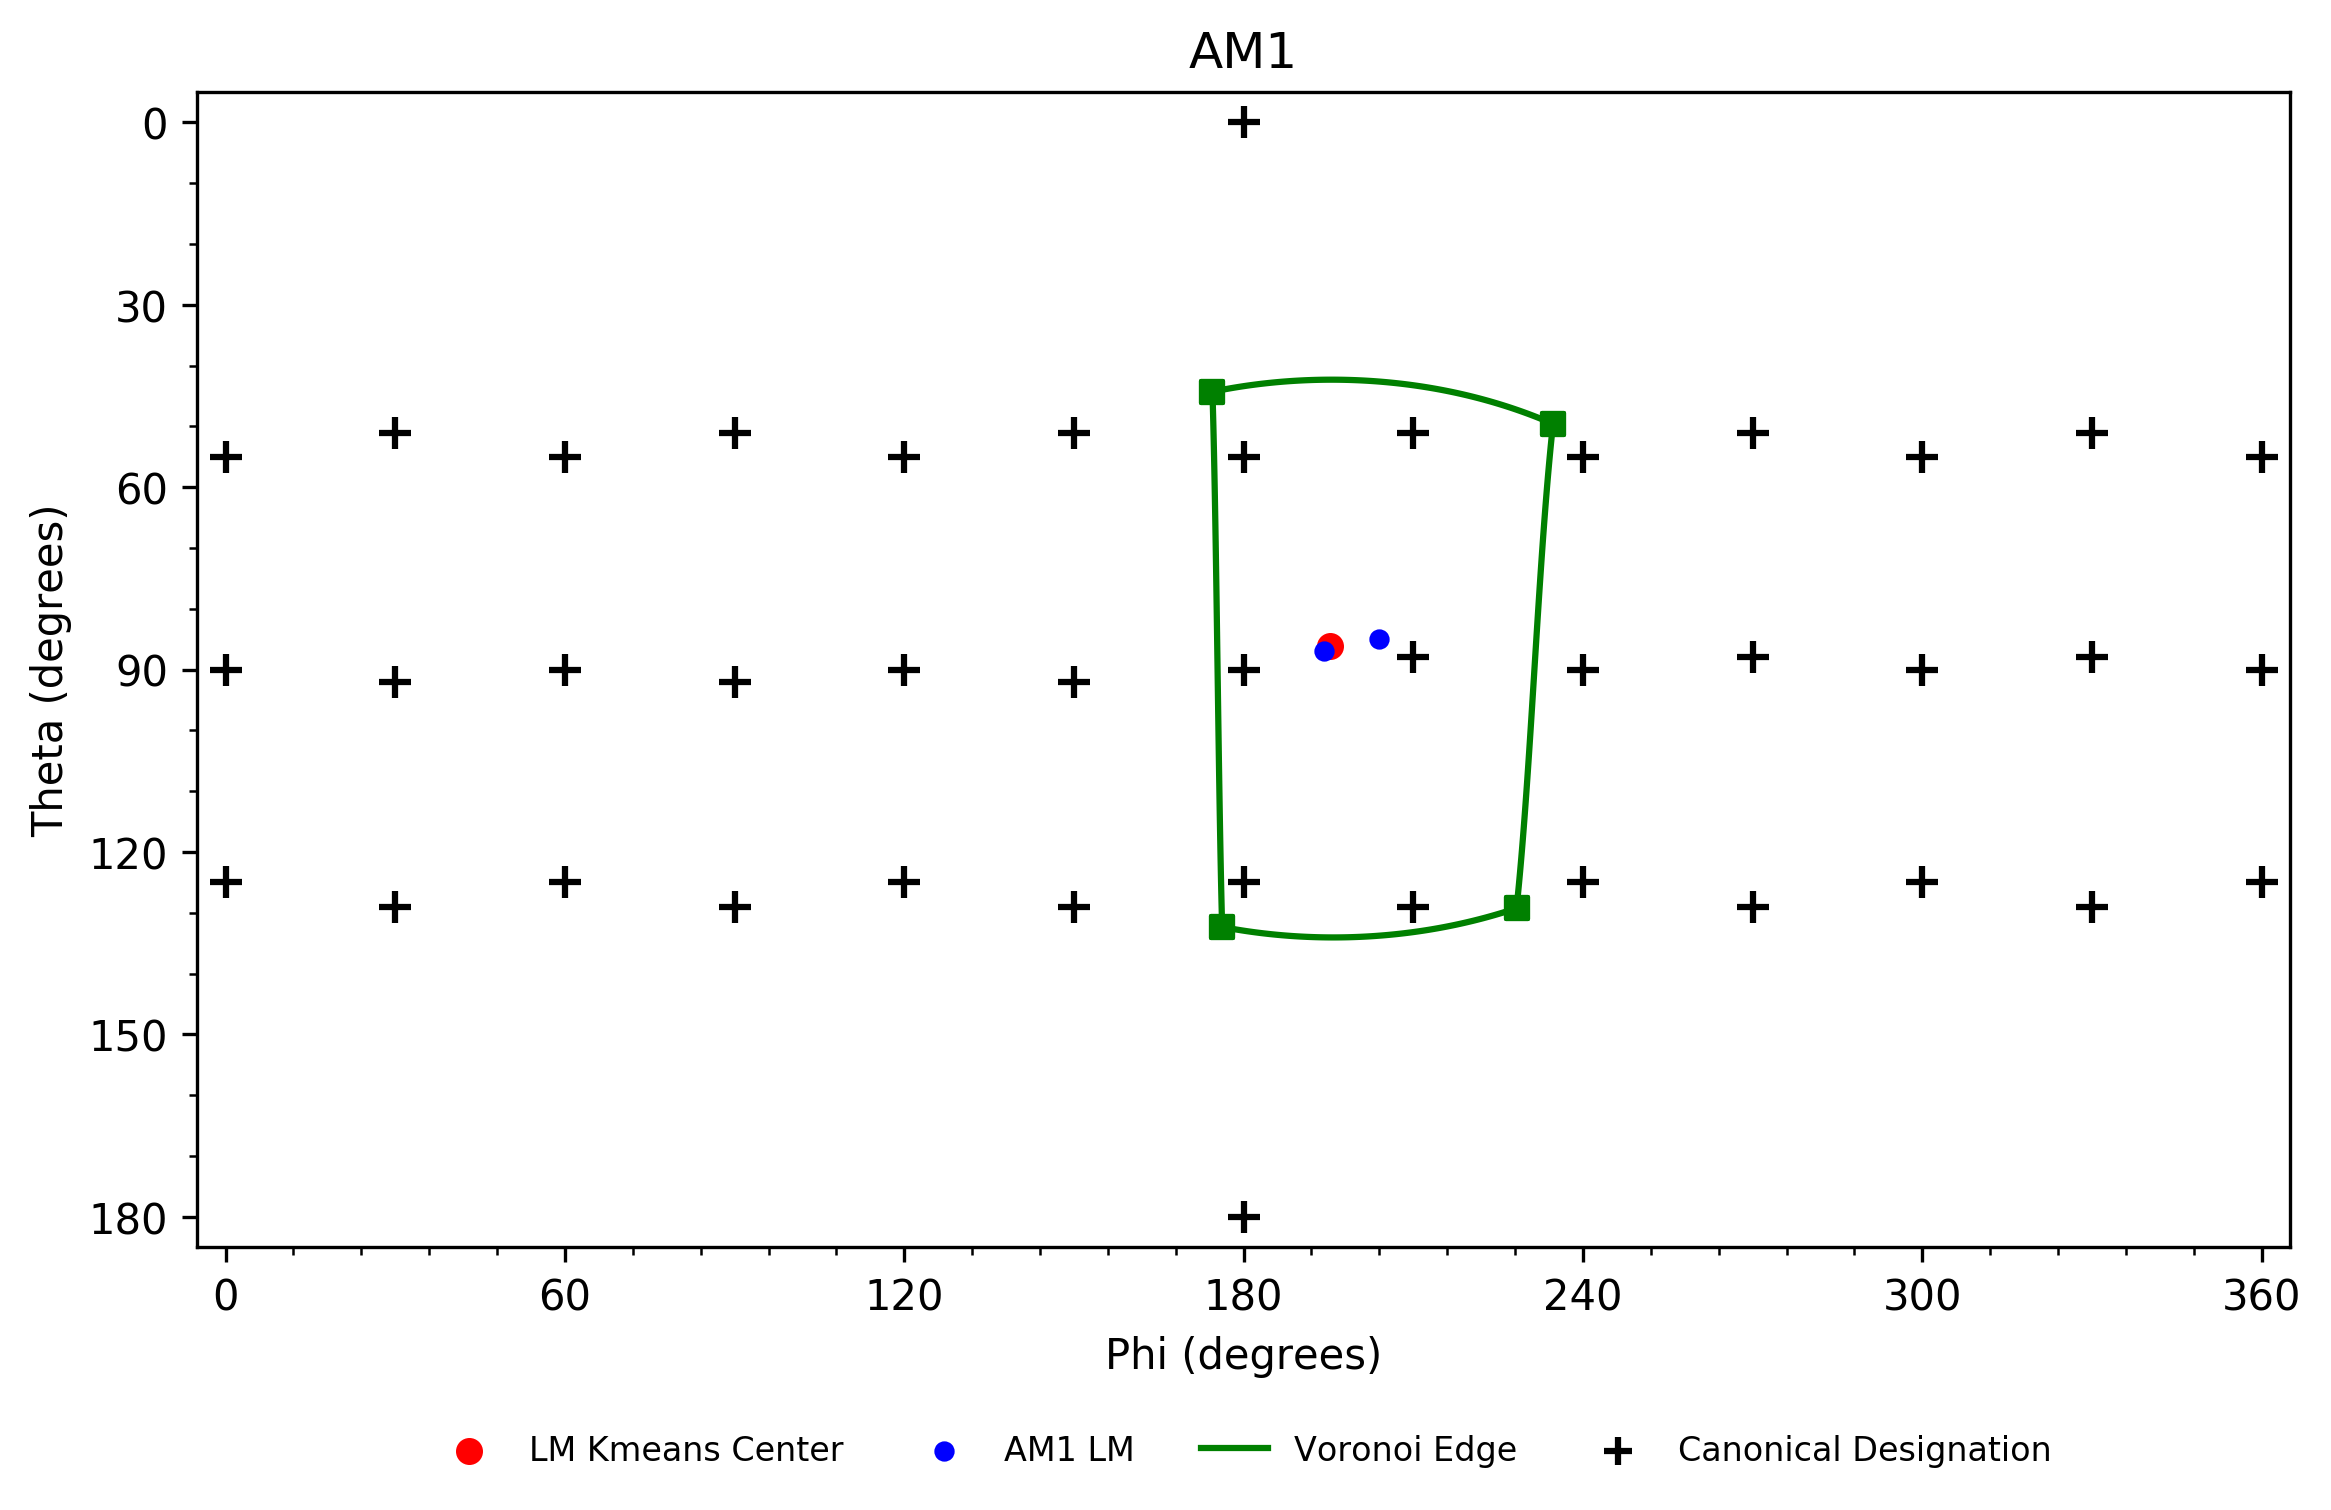 AM1
0
30
60
90
120
150
180
Theta (degrees)
0 60 120 180 240 300 360
Phi (degrees)
LM Kmeans Center AM1 LM Voronoi Edge Canonical Designation